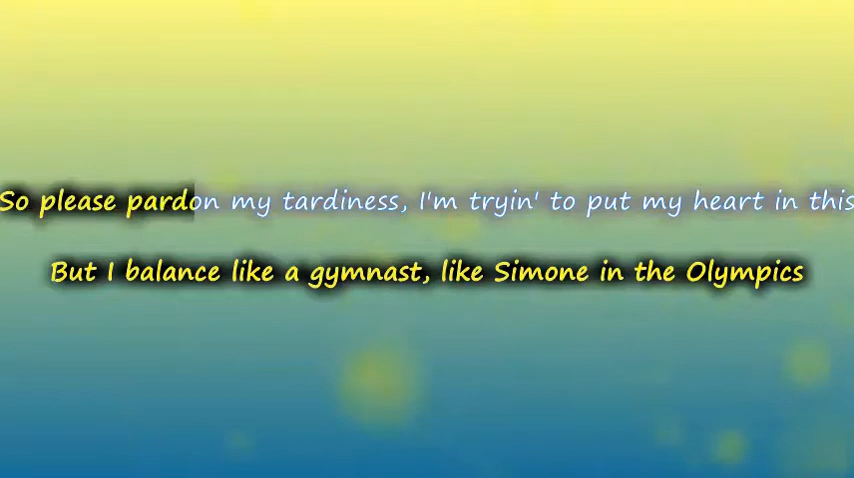 So please pardon my tardiness, I'm tryin' to put my heart in this
But I balance like a gymnast, like Simone in the Olympics